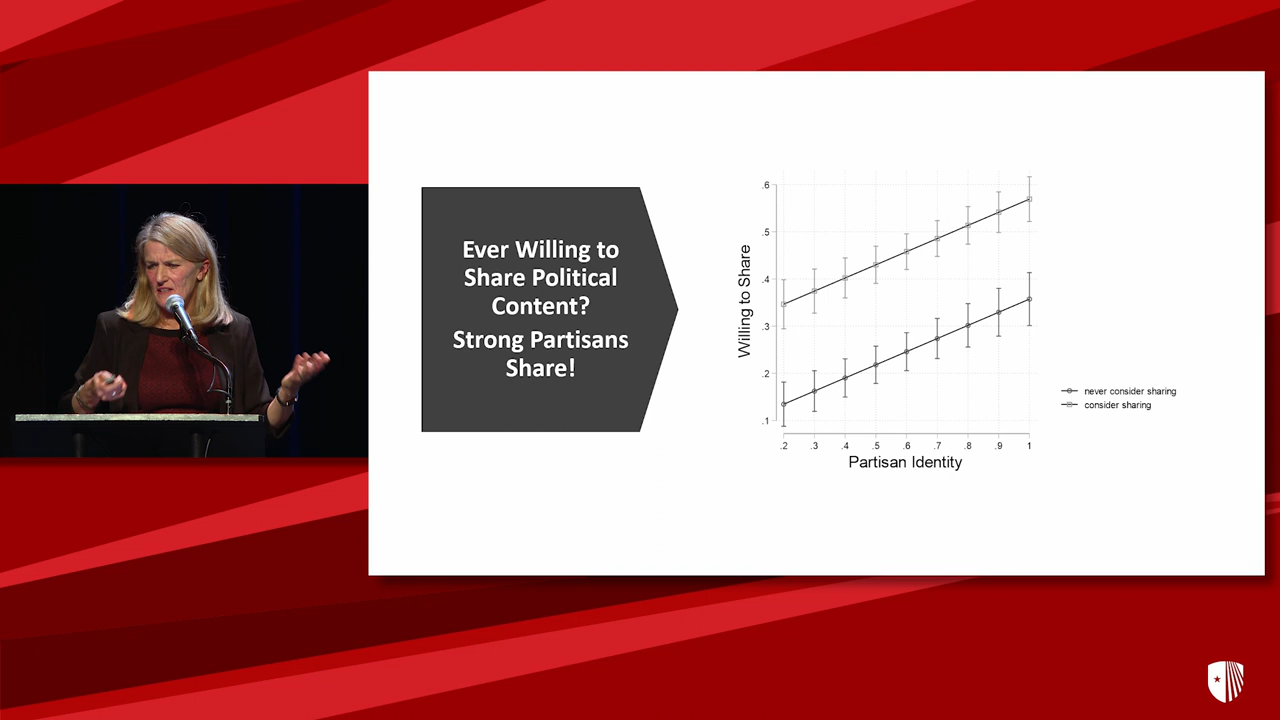 Ever Willing to
Share Political
Content?
Strong Partisans
Share!
Willing to Share
.6
.5
.4
.3
.2
.1
.2 .3 .4 .5 .6 .7 .8 .9 1
Partisan Identity
never consider sharing
consider sharing